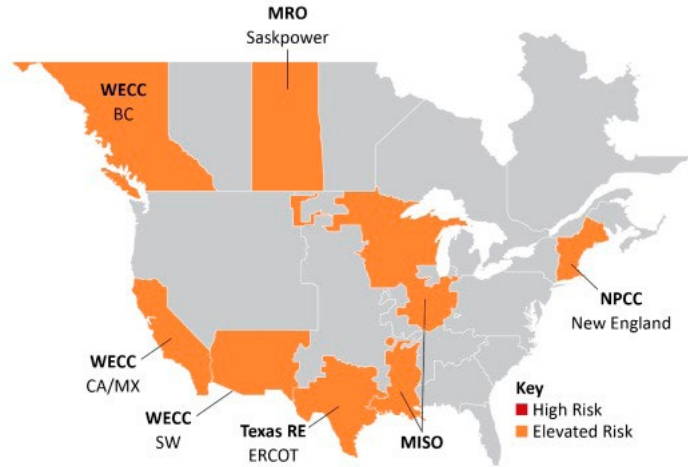 MRO
Saskpower
WECC
BC
NPCC
New England
WECC
CA/MX
WECC
SW
Texas RE
ERCOT
MISO
Key
High Risk
Elevated Risk